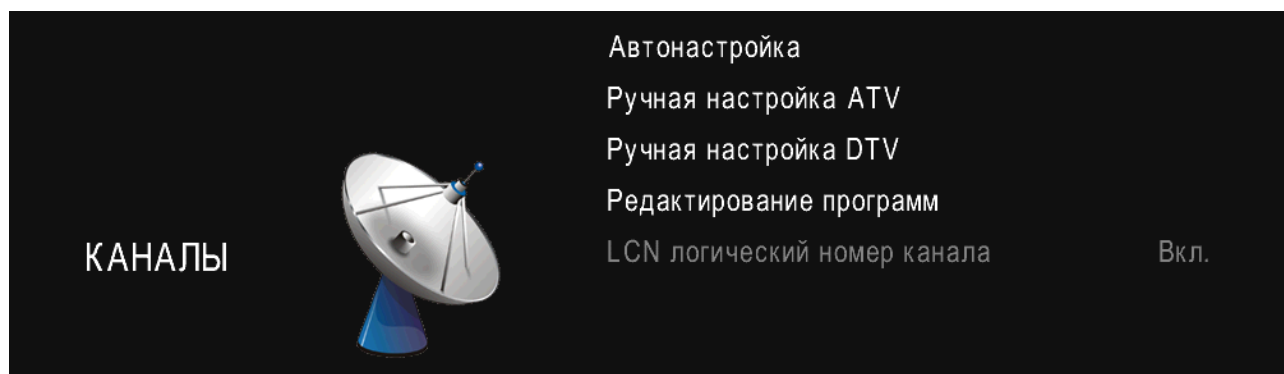 Автонастройка
Ручная настройка ATV
Ручная настройка DTV
Редактирование программ
КАНАЛЫ
LCN логический номер канала Вкл.